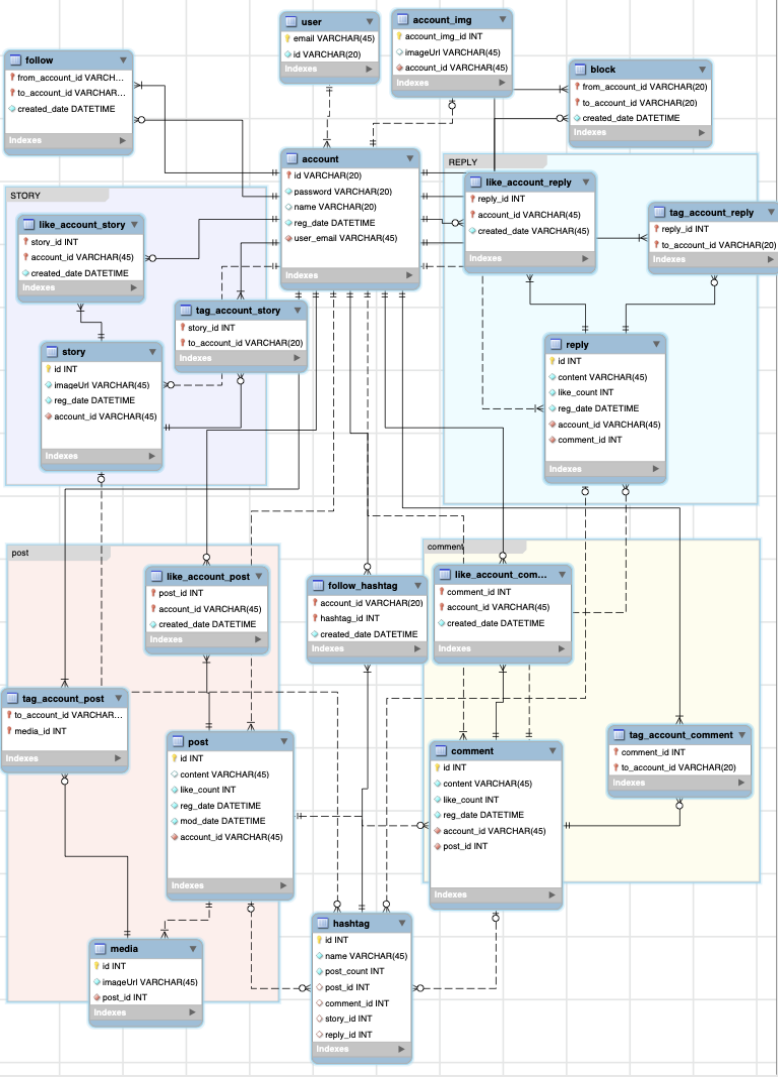 user
email VARCHAR(45)
id VARCHAR(20)
Indexes
account_img
account_img_id INT
imageUrl VARCHAR(45)
account_id VARCHAR(45)
Indexes
follow
from_account_id VARCH...
to_account_id VARCHAR...
created_date DATETIME
Indexes
block
from_account_id VARCHAR(20)
to_account_id VARCHAR(20)
created_date DATETIME
Indexes
account
id VARCHAR(20)
password VARCHAR(20)
name VARCHAR(20)
reg_date DATETIME
user_email VARCHAR(45)
Indexes
REPLY
like_account_reply
reply_id INT
account_id VARCHAR(45)
created_date VARCHAR(45)
Indexes
tag_account_reply
reply_id INT
to_account_id VARCHAR(20)
Indexes
reply
id INT
content VARCHAR(45)
like_count INT
reg_date DATETIME
account_id VARCHAR(45)
comment_id INT
Indexes
STORY
like_account_story
story_id INT
account_id VARCHAR(45)
created_date DATETIME
Indexes
tag_account_story
story_id INT
to_account_id VARCHAR(20)
Indexes
story
id INT
imageUrl VARCHAR(45)
reg_date DATETIME
account_id VARCHAR(45)
Indexes
post
like_account_post
post_id INT
account_id VARCHAR(45)
created_date DATETIME
Indexes
follow_hashtag
account_id VARCHAR(20)
hashtag_id INT
created_date DATETIME
Indexes
comment
like_account_com...
comment_id INT
account_id VARCHAR(45)
created_date DATETIME
Indexes
tag_account_post
to_account_id VARCHAR...
media_id INT
Indexes
post
id INT
content VARCHAR(45)
like_count INT
reg_date DATETIME
mod_date DATETIME
account_id VARCHAR(45)
Indexes
comment
id INT
content VARCHAR(45)
like_count INT
reg_date DATETIME
account_id VARCHAR(45)
post_id INT
Indexes
tag_account_comment
comment_id INT
to_account_id VARCHAR(20)
Indexes
media
id INT
imageUrl VARCHAR(45)
post_id INT
Indexes
hashtag
id INT
name VARCHAR(45)
post_count INT
post_id INT
comment_id INT
story_id INT
reply_id INT
Indexes